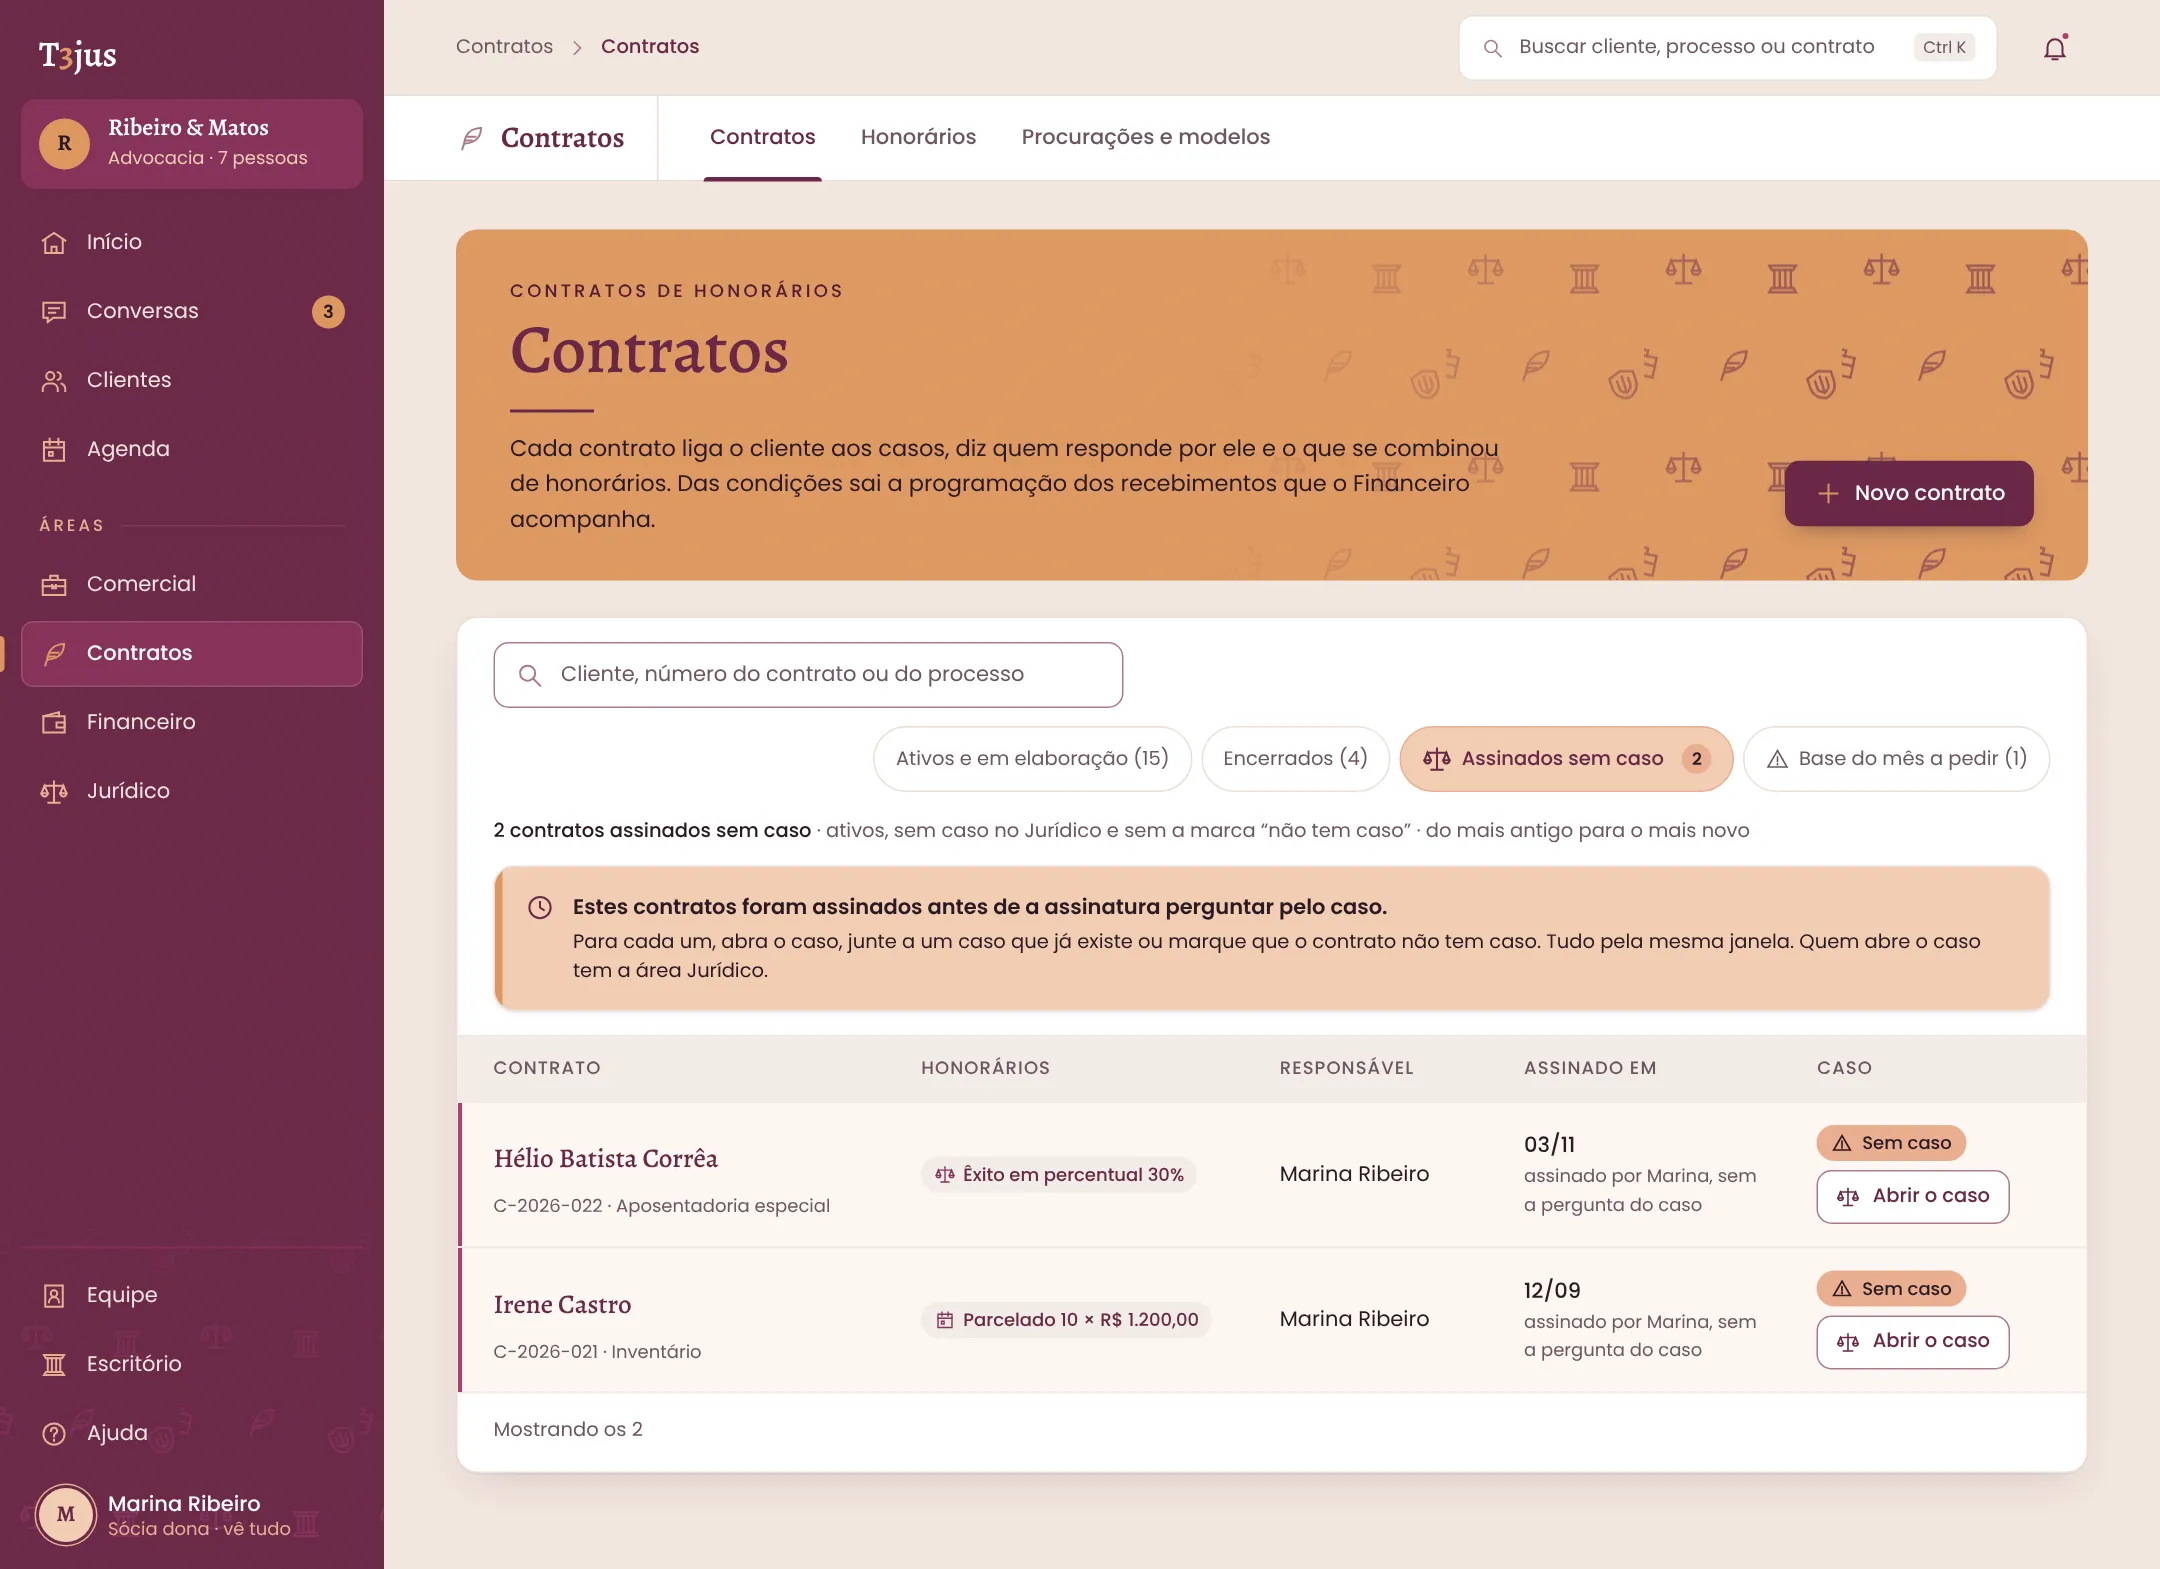 T3jus
R
Ribeiro & Matos
Advocacia · 7 pessoas
Início
Conversas
3
Clientes
Agenda
ÁREAS
Comercial
Contratos
Financeiro
Jurídico
Equipe
Escritório
Ajuda
M
Marina Ribeiro
Sócia dona · vê tudo
Contratos
Contratos
Buscar cliente, processo ou contrato
Ctrl K
Contratos
Contratos
Honorários
Procurações e modelos
CONTRATOS DE HONORÁRIOS
Contratos
Cada contrato liga o cliente aos casos, diz quem responde por ele e o que se combinou
de honorários. Das condições sai a programação dos recebimentos que o Financeiro
acompanha.
Novo contrato
Cliente, número do contrato ou do processo
Ativos e em elaboração (15)
Encerrados (4)
Assinados sem caso 2
Base do mês a pedir (1)
2 contratos assinados sem caso · ativos, sem caso no Jurídico e sem a marca “não tem caso” · do mais antigo para o mais novo
Estes contratos foram assinados antes de a assinatura perguntar pelo caso.
Para cada um, abra o caso, junte a um caso que já existe ou marque que o contrato não tem caso. Tudo pela mesma janela. Quem abre o caso
tem a área Jurídico.
CONTRATO
HONORÁRIOS
RESPONSÁVEL
ASSINADO EM
CASO
Hélio Batista Corrêa
C-2026-022 · Aposentadoria especial
Êxito em percentual 30%
Marina Ribeiro
03/11
assinado por Marina, sem
a pergunta do caso
Sem caso
Abrir o caso
Irene Castro
C-2026-021 · Inventário
Parcelado 10 × R$ 1.200,00
Marina Ribeiro
12/09
assinado por Marina, sem
a pergunta do caso
Sem caso
Abrir o caso
Mostrando os 2